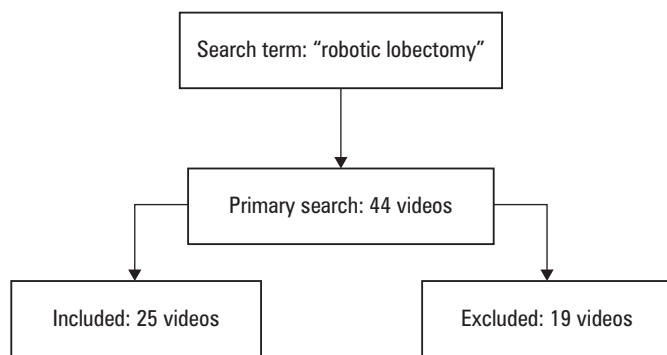 Search term: “robotic lobectomy”
Primary search: 44 videos
Included: 25 videos
Excluded: 19 videos